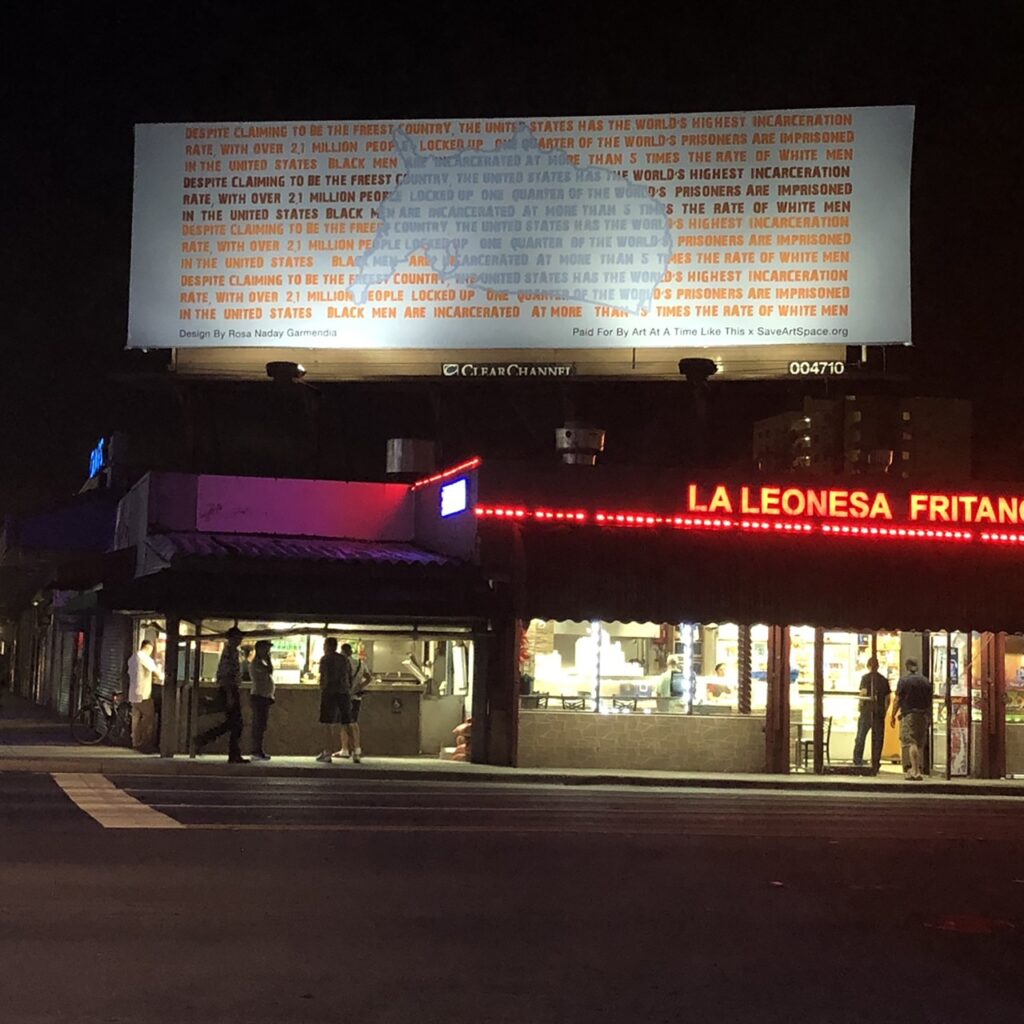 DESPITE CLAIMING TO BE THE FREEST COUNTRY, THE UNITED STATES HAS THE WORLD'S HIGHEST INCARCERATION
RATE, WITH OVER 2,1 MILLION PEOPLE LOCKED UP ONE QUARTER OF THE WORLD'S PRISONERS ARE IMPRISONED
IN THE UNITED STATES BLACK MEN ARE INCARCERATED AT MORE THAN 5 TIMES THE RATE OF WHITE MEN
DESPITE CLAIMING TO BE THE FREEST COUNTRY, THE UNITED STATES HAS THE WORLD'S HIGHEST INCARCERATION
RATE, WITH OVER 2,1 MILLION PEOPLE LOCKED UP ONE QUARTER OF THE WORLD'S PRISONERS ARE IMPRISONED
IN THE UNITED STATES BLACK MEN ARE INCARCERATED AT MORE THAN 5 TIMES THE RATE OF WHITE MEN
DESPITE CLAIMING TO BE THE FREEST COUNTRY, THE UNITED STATES HAS THE WORLD'S HIGHEST INCARCERATION
RATE, WITH OVER 2,1 MILLION PEOPLE LOCKED UP ONE QUARTER OF THE WORLD'S PRISONERS ARE IMPRISONED
IN THE UNITED STATES BLACK MEN ARE INCARCERATED AT MORE THAN 5 TIMES THE RATE OF WHITE MEN
DESPITE CLAIMING TO BE THE FREEST COUNTRY, THE UNITED STATES HAS THE WORLD'S HIGHEST INCARCERATION
RATE, WITH OVER 2,1 MILLION PEOPLE LOCKED UP ONE QUARTER OF THE WORLD'S PRISONERS ARE IMPRISONED
IN THE UNITED STATES BLACK MEN ARE INCARCERATED AT MORE THAN 5 TIMES THE RATE OF WHITE MEN
Design By Rosa Naday Garmendia
Paid For By Art At A Time Like This x SaveArtSpace.org
CLEARCHANNEL
004710
LA LEONESA FRITANG